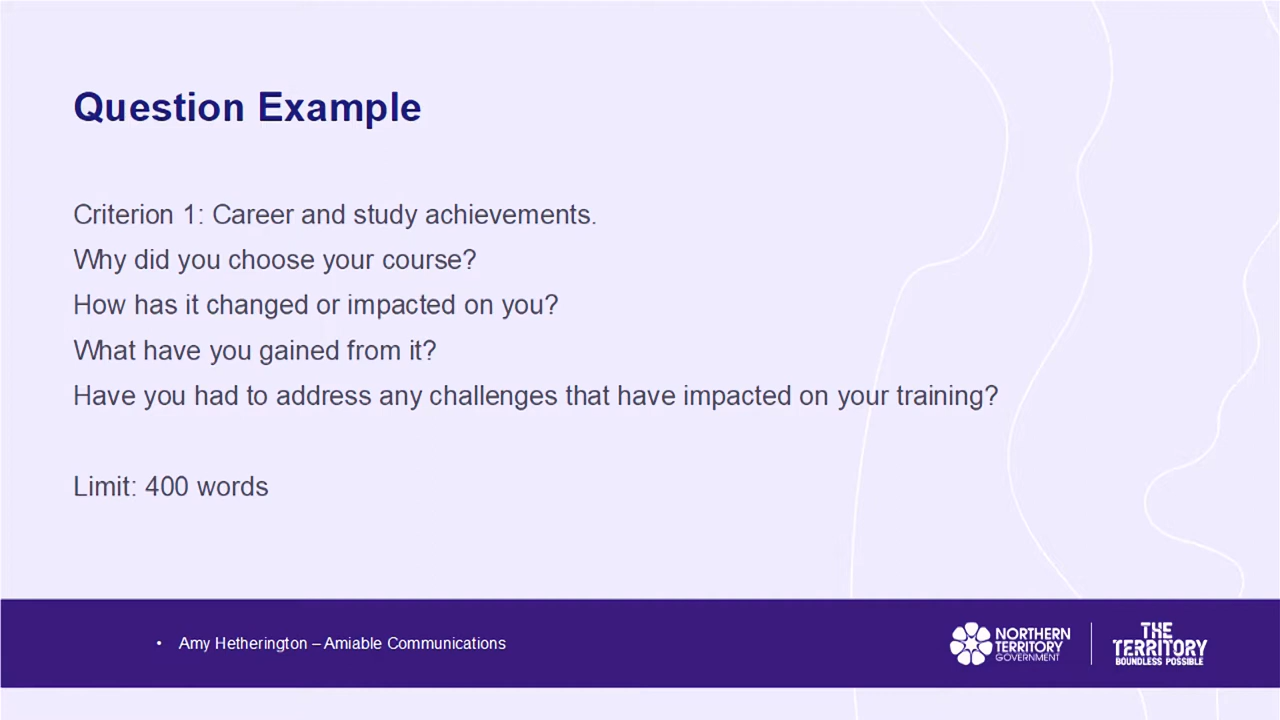 Question Example
Criterion 1: Career and study achievements.
Why did you choose your course?
How has it changed or impacted on you?
What have you gained from it?
Have you had to address any challenges that have impacted on your training?
Limit: 400 words
• Amy Hetherington – Amiable Communications
NORTHERN
TERRITORY
GOVERNMENT
THE
TERRITORY
BOUNDLESS POSSIBLE